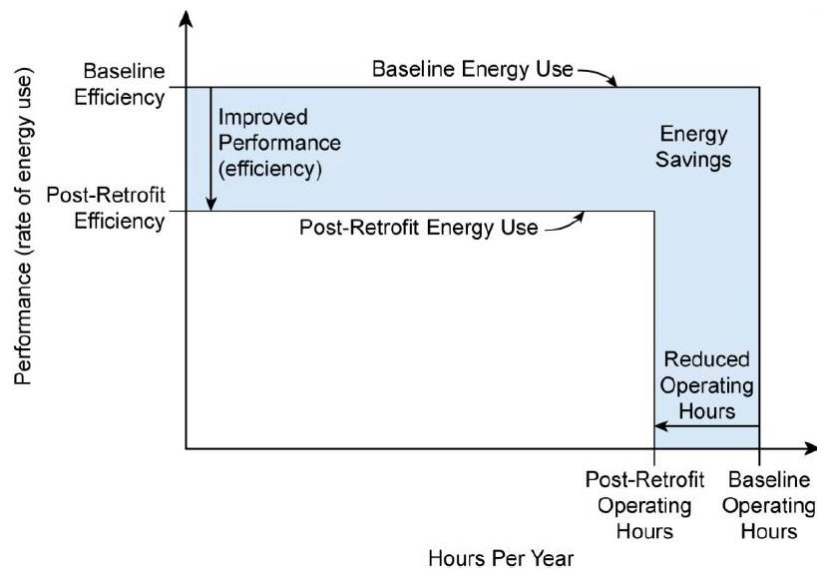 Performance (rate of energy use)
Baseline
Efficiency
Baseline Energy Use
Improved
Performance
(efficiency)
Energy
Savings
Post-Retrofit
Efficiency
Post-Retrofit Energy Use
Reduced
Operating
Hours
Post-Retrofit
Operating
Hours
Baseline
Operating
Hours
Hours Per Year